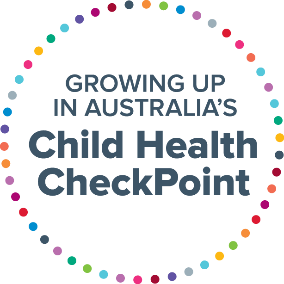 GROWING UP
IN AUSTRALIA’S
Child Health
CheckPoint